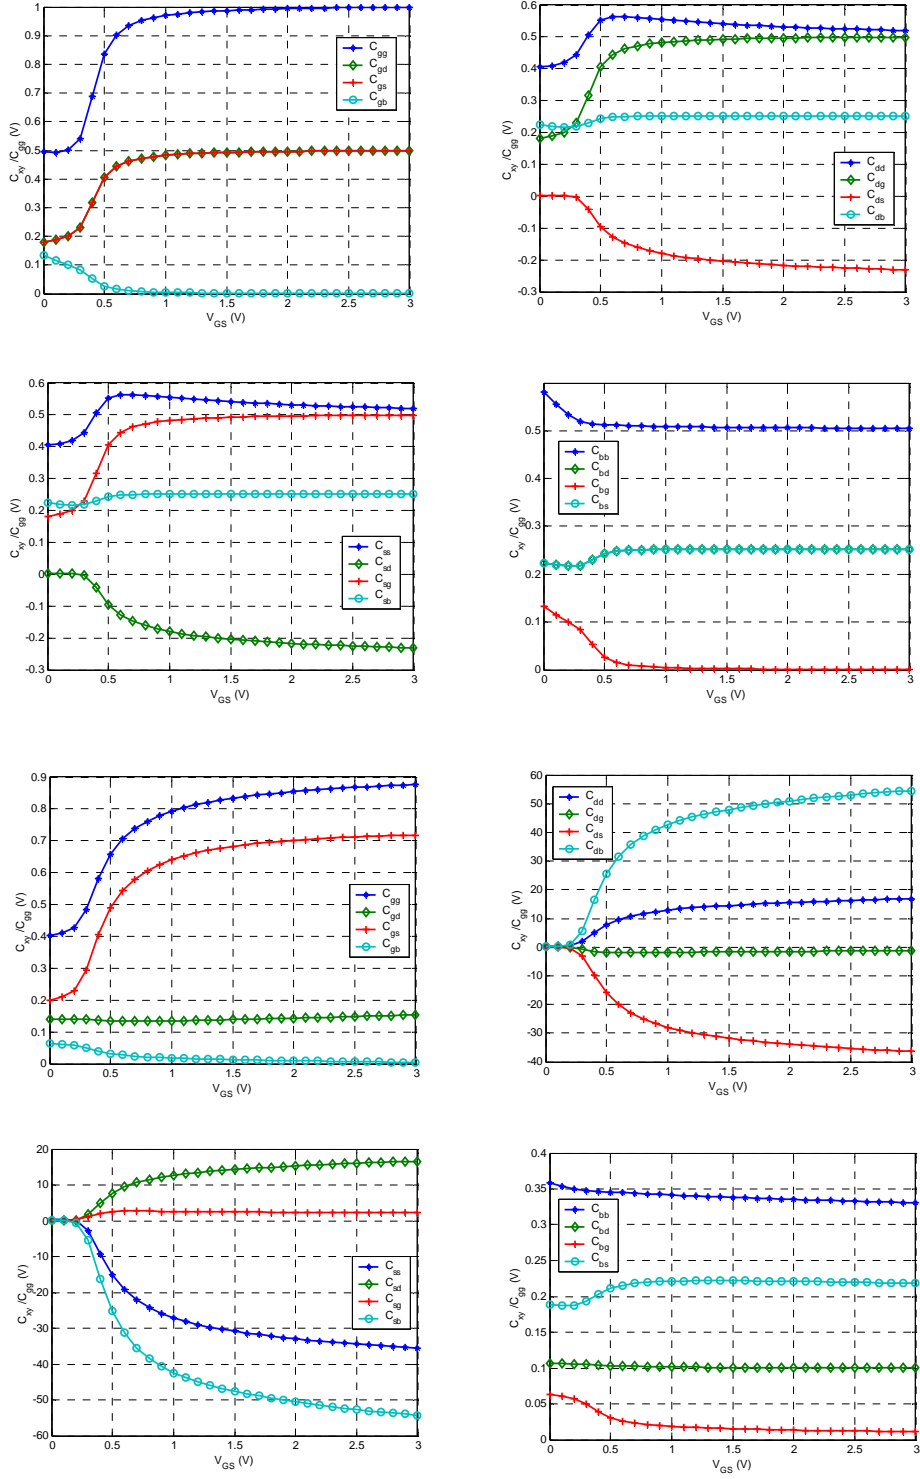 1
0.9
0.8
0.7
0.6
0.5
0.4
0.3
0.2
0.1
0
C_xy /C_gg (V)
0 0.5 1 1.5 2 2.5 3
V_GS (V)
C_gg
C_gd
C_gs
C_gb
0.6
0.5
0.4
0.3
0.2
0.1
0
-0.1
-0.2
-0.3
C_xy /C_gg (V)
0 0.5 1 1.5 2 2.5 3
V_GS (V)
C_dd
C_dg
C_ds
C_db
0.6
0.5
0.4
0.3
0.2
0.1
0
-0.1
-0.2
-0.3
C_xy /C_gg (V)
0 0.5 1 1.5 2 2.5 3
V_GS (V)
C_ss
C_sd
C_sg
C_sb
0.5
0.4
0.3
0.2
0.1
0
C_xy /C_gg (V)
0 0.5 1 1.5 2 2.5 3
V_GS (V)
C_bb
C_bd
C_bg
C_bs
0.9
0.8
0.7
0.6
0.5
0.4
0.3
0.2
0.1
0
C_xy /C_gg (V)
0 0.5 1 1.5 2 2.5 3
V_GS (V)
C_gg
C_gd
C_gs
C_gb
60
50
40
30
20
10
0
-10
-20
-30
-40
C_xy /C_gg (V)
0 0.5 1 1.5 2 2.5 3
V_GS (V)
C_dd
C_dg
C_ds
C_db
20
10
0
-10
-20
-30
-40
-50
-60
C_xy /C_gg (V)
0 0.5 1 1.5 2 2.5 3
V_GS (V)
C_ss
C_sd
C_sg
C_sb
0.4
0.35
0.3
0.25
0.2
0.15
0.1
0.05
0
C_xy /C_gg (V)
0 0.5 1 1.5 2 2.5 3
V_GS (V)
C_bb
C_bd
C_bg
C_bs